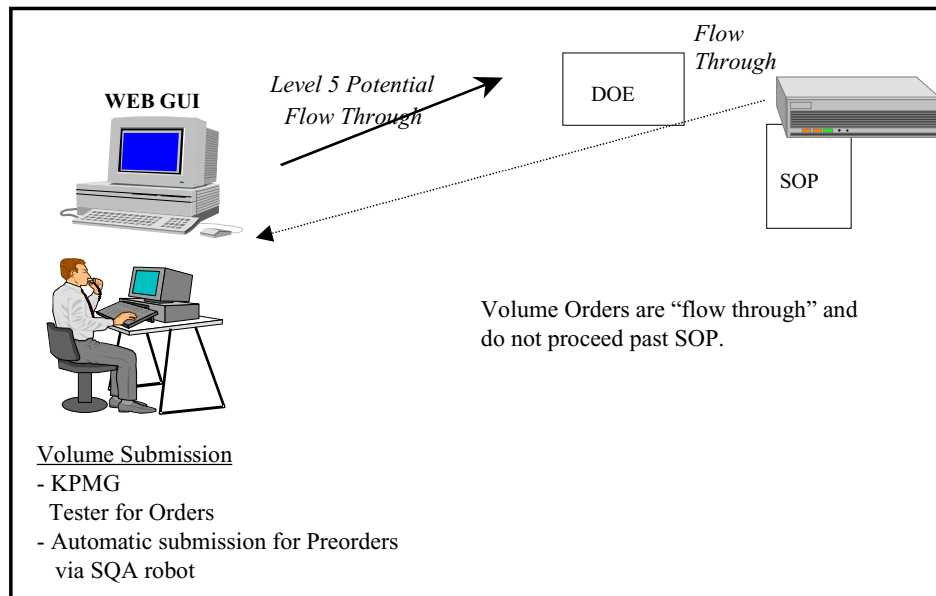 Flow
Through
Level 5 Potential
Flow Through
WEB GUI
DOE
SOP
Volume Orders are “flow through” and
do not proceed past SOP.
Volume Submission
- KPMG
Tester for Orders
- Automatic submission for Preorders
via SQA robot